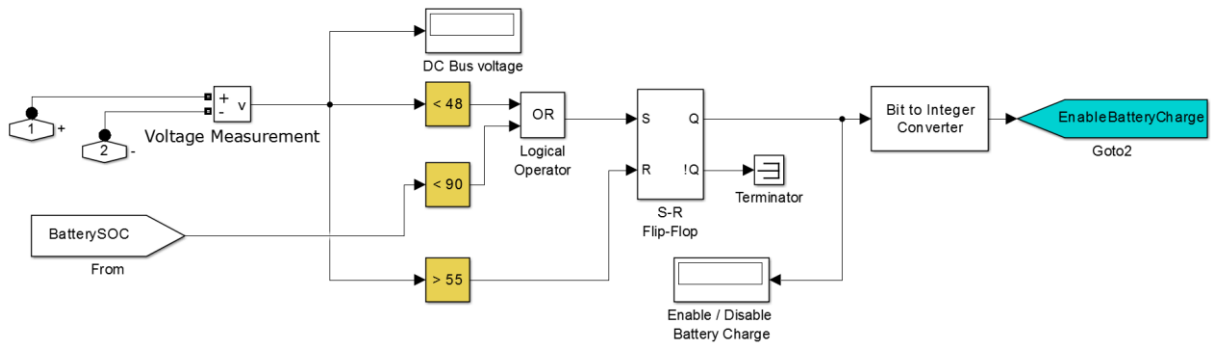 DC Bus voltage
1
+
2
-
+
-
v
Voltage Measurement
< 48
OR
Logical
Operator
< 90
BatterySOC
From
> 55
S
Q
R
!Q
S-R
Flip-Flop
Terminator
Enable / Disable
Battery Charge
Bit to Integer
Converter
EnableBatteryCharge
Goto2